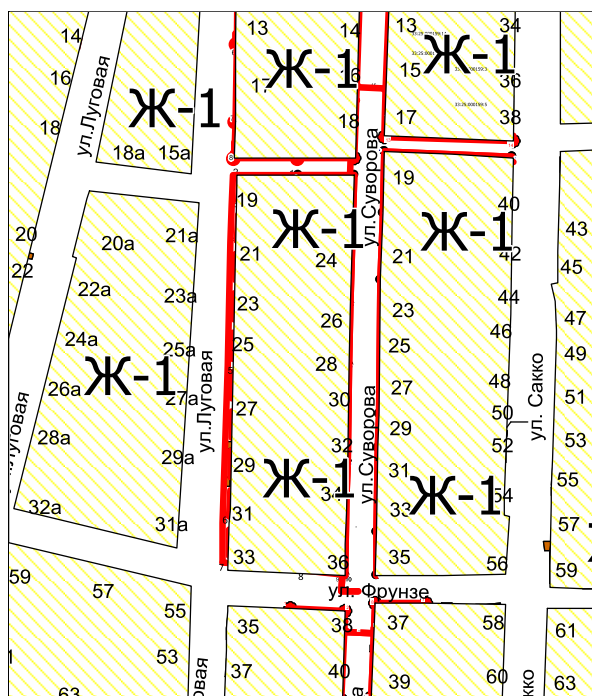 13
14
13
34
14
Ж-1
Ж-1
16
15
36
16
17
Ж-1
18
17
38
18
18а
15а
ул.Луговая
ул.Суворова
19
19
40
20
20а
21а
Ж-1
Ж-1
43
22
21
24
21
42
45
22а
23а
23
26
23
44
47
24а
25а
25
28
25
46
49
Ж-1
26а
27а
27
30
27
48
51
ул.Луговая
ул.Суворова
ул. Сакко
28а
29а
29
32
29
50
52
53
Ж-1
34
31
Ж-1
54
55
32а
31а
31
33
57
33
36
35
56
59
59
57
55
8
ул. Фрунзе
35
38
37
58
61
53
37
40
39
60
63
63